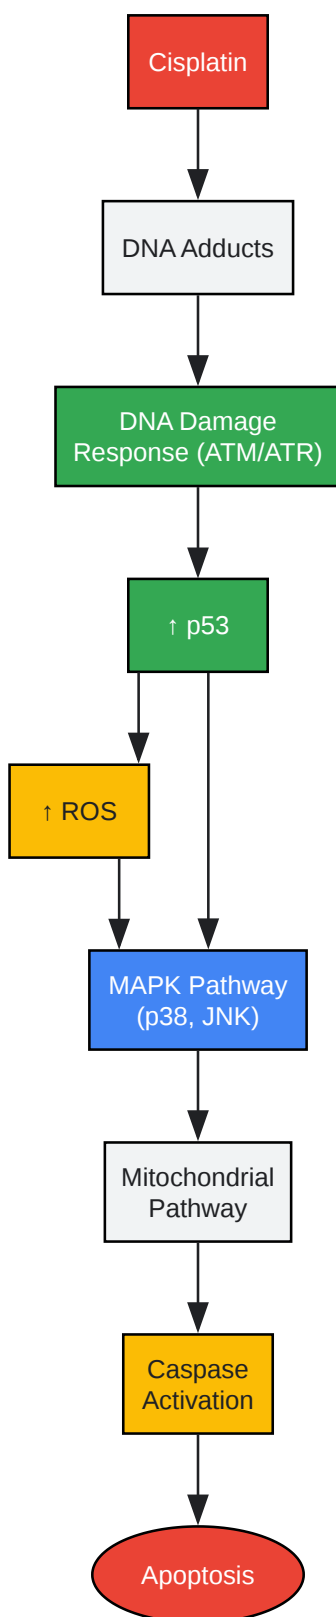 Cisplatin
DNA Adducts
DNA Damage
Response (ATM/ATR)
↑ p53
↑ ROS
MAPK Pathway
(p38, JNK)
Mitochondrial
Pathway
Caspase
Activation
Apoptosis